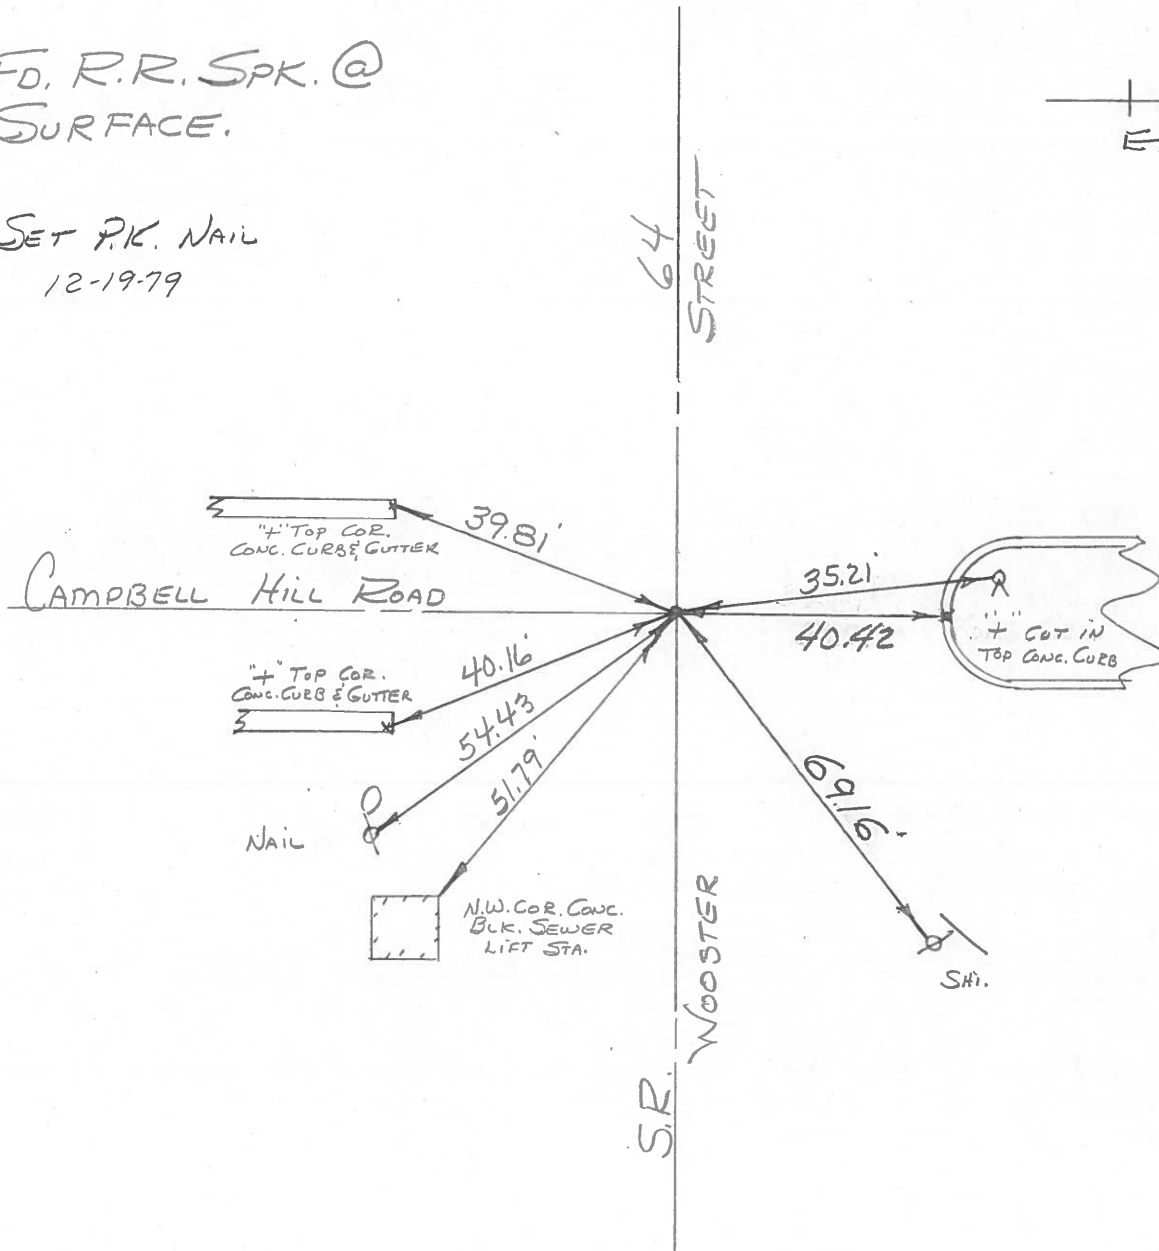 FD. R.R. SPK. @
SURFACE.
SET P.K. NAIL
12-19-79
64
STREET
39.81'
"+" TOP COR.
CONC. CURB & GUTTER
CAMPBELL HILL ROAD
35.21'
40.42
"+" CUT IN
TOP CONC. CURB
"+" TOP COR.
CONC. CURB & GUTTER
40.16'
54.43
51.79'
69.16'
NAIL
N.W. COR. CONC.
BLK. SEWER
LIFT STA.
SHI.
WOOSTER
S.R.